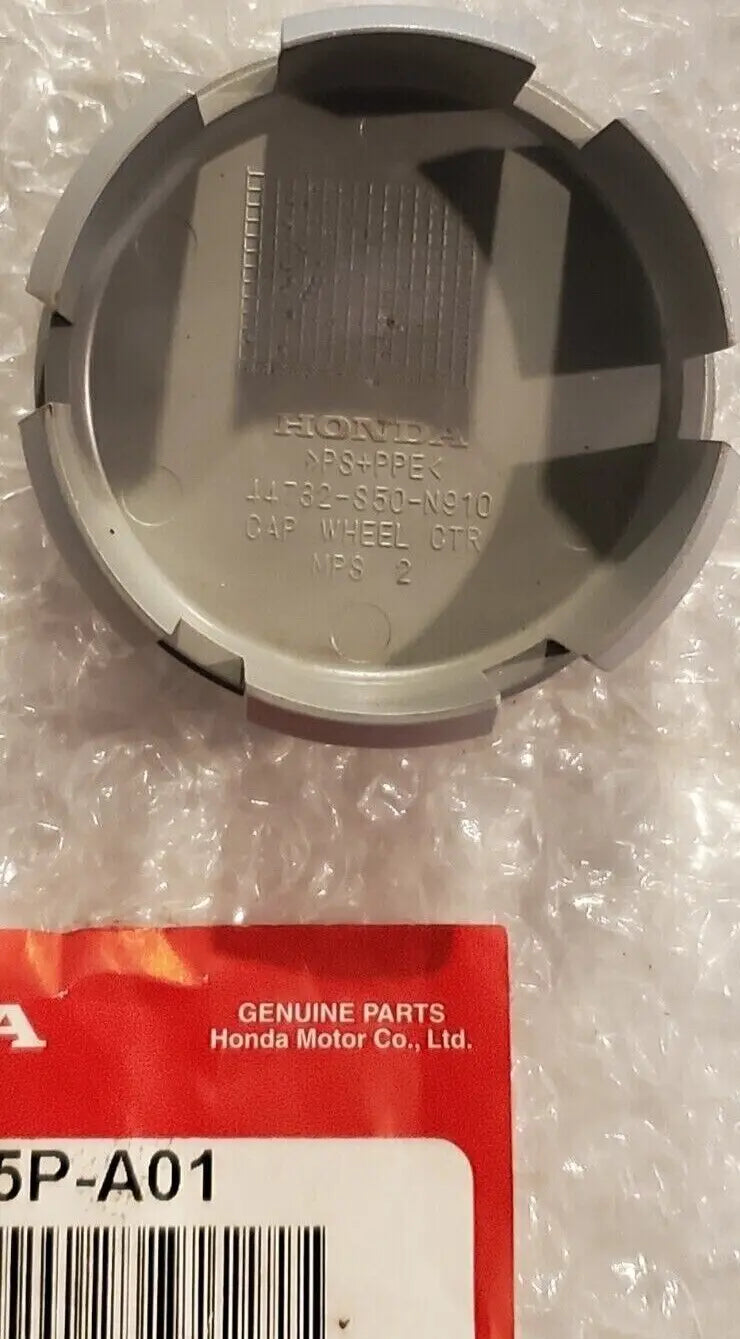 HONDA
>PS+PPE<
44732-S50-N910
CAP WHEEL CTR
MPS 2
A
GENUINE PARTS
Honda Motor Co., Ltd.
5P-A01